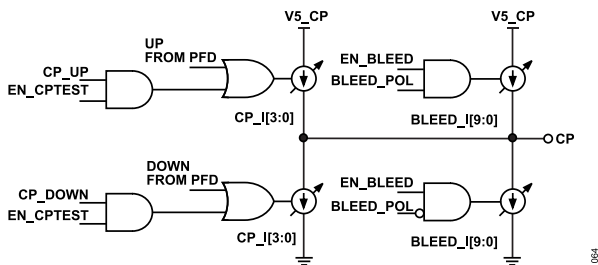 V5_CP
V5_CP
UP
FROM PFD
EN_BLEED
BLEED_POL
CP_UP
EN_CPTEST
CP_I[3:0]
BLEED_I[9:0]
CP
DOWN
FROM PFD
EN_BLEED
BLEED_POL
CP_DOWN
EN_CPTEST
CP_I[3:0]
BLEED_I[9:0]
064